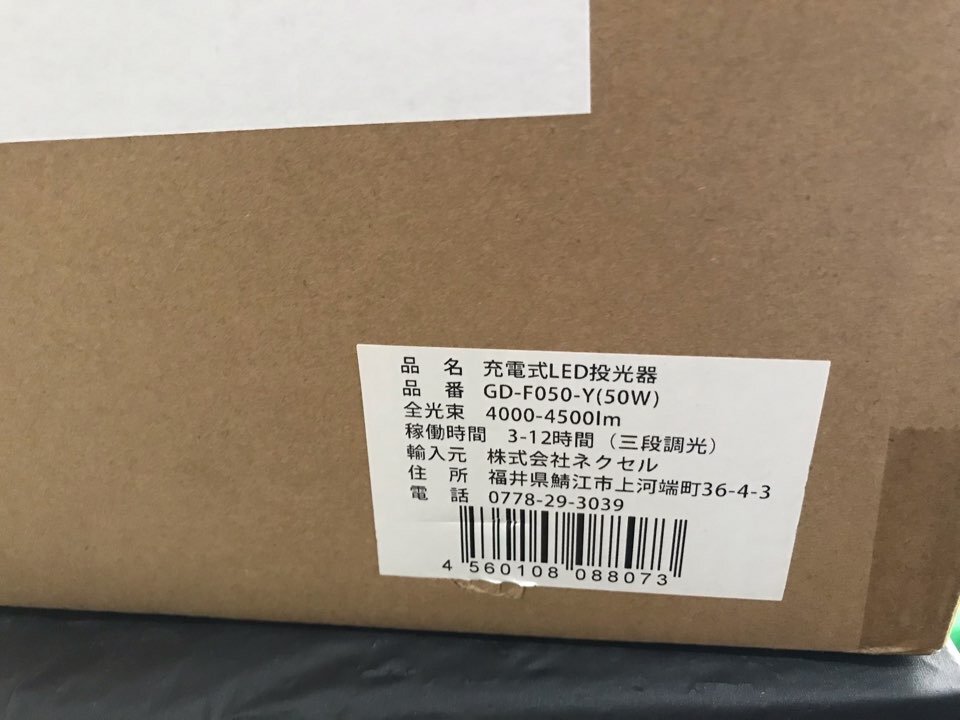 品 名 充電式LED投光器
品 番 GD-F050-Y(50W)
全光束 4000-4500lm
稼働時間 3-12時間（三段調光）
輸入元 株式会社ネクセル
住 所 福井県鯖江市上河端町36-4-3
電 話 0778-29-3039
4 560108 088073